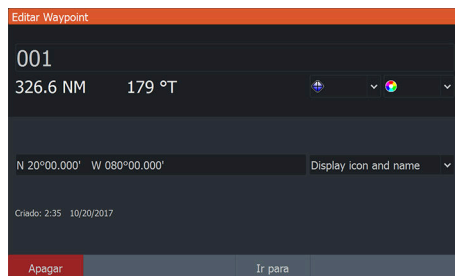 Editar Waypoint
001
326.6 NM 179 °T
N 20°00.000' W 080°00.000' Display icon and name
Criado: 2:35 10/20/2017
Apagar Ir para